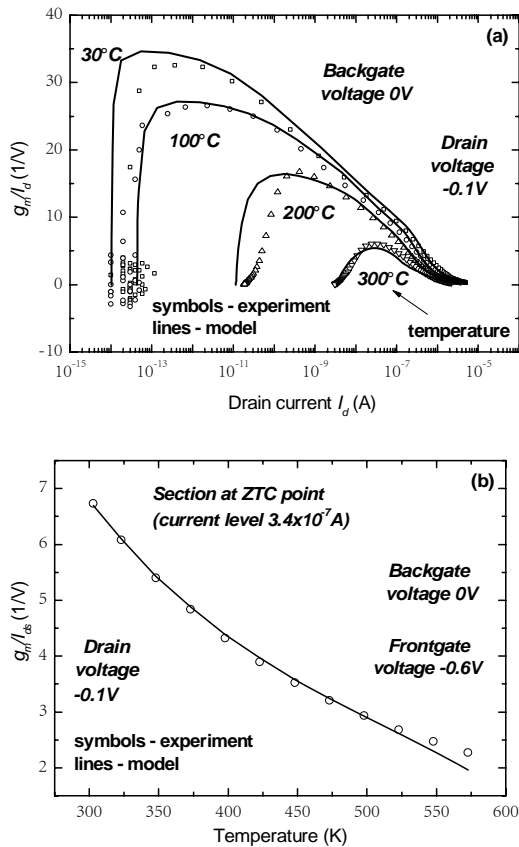 (a)
40
30°C
Backgate
voltage 0V
30
100°C
Drain
voltage
-0.1V
20
200°C
10
300°C
0
symbols - experiment
lines - model
temperature
-10
10⁻¹⁵ 10⁻¹³ 10⁻¹¹ 10⁻⁹ 10⁻⁷ 10⁻⁵
gm/Id (1/V)
Drain current Id (A)
(b)
Section at ZTC point
(current level 3.4x10⁻⁷A)
7
6
Backgate
voltage 0V
5
Drain
voltage
-0.1V
Frontgate
voltage -0.6V
4
3
symbols - experiment
lines - model
2
300 350 400 450 500 550 600
gm/Ids (1/V)
Temperature (K)